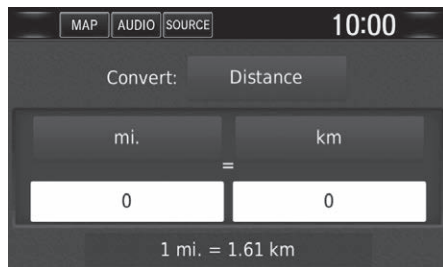 MAP AUDIO SOURCE 10:00
Convert: Distance
mi. km
=
0 0
1 mi. = 1.61 km